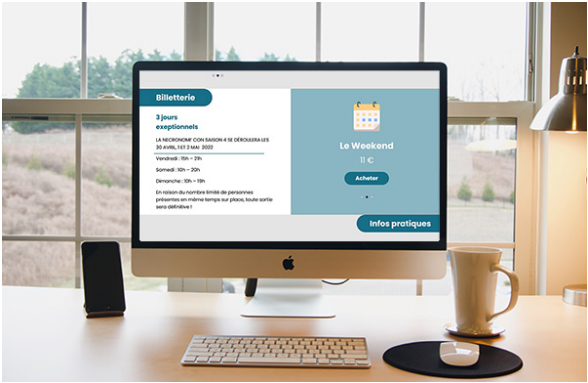 Billetterie
3 jours
exeptionnels
LA NECRONOMI' CON SAISON 4 SE DÉROULERA LES
30 AVRIL, 1 ET 2 MAI 2022
Vendredi : 15h - 21h
Samedi : 10h - 20h
Dimanche : 10h - 19h
En raison du nombre limité de personnes
présentes en même temps sur place, toute sortie
sera définitive !
Le Weekend
11 €
Acheter
Infos pratiques